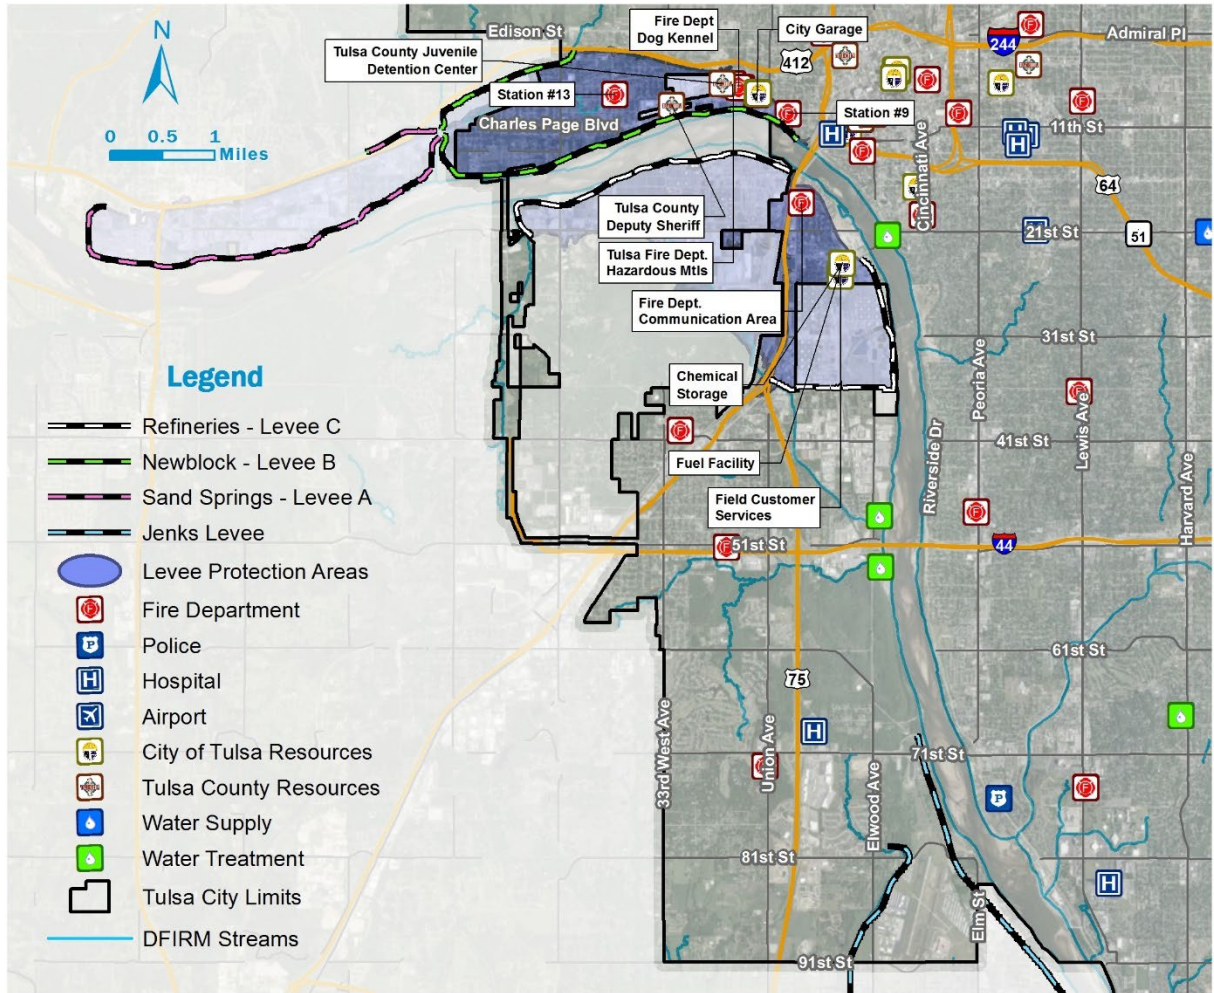 Edison St
Fire Dept
Dog Kennel
City Garage
Admiral Pl
244
412
N
Tulsa County Juvenile
Detention Center
Station #13
Charles Page Blvd
Station #9
11th St
0 1 1
Miles
Cincinnati Ave
64
Tulsa County
Deputy Sheriff
21st St
51
Tulsa Fire Dept.
Hazardous Mtls
Fire Dept.
Communication Area
31st St
Peoria Ave
Chemical
Storage
Lewis Ave
41st St
Riverside Dr
Harvard Ave
Fuel Facility
Field Customer
Services
51st St
44
61st St
75
33rd West Ave
Union Ave
71st St
Elwood Ave
81st St
Elm St
91st St
Legend
Refineries - Levee C
Newblock - Levee B
Sand Springs - Levee A
Jenks Levee
Levee Protection Areas
F Fire Department
P Police
H Hospital
Airport
City of Tulsa Resources
Tulsa County Resources
Water Supply
Water Treatment
Tulsa City Limits
DFIRM Streams